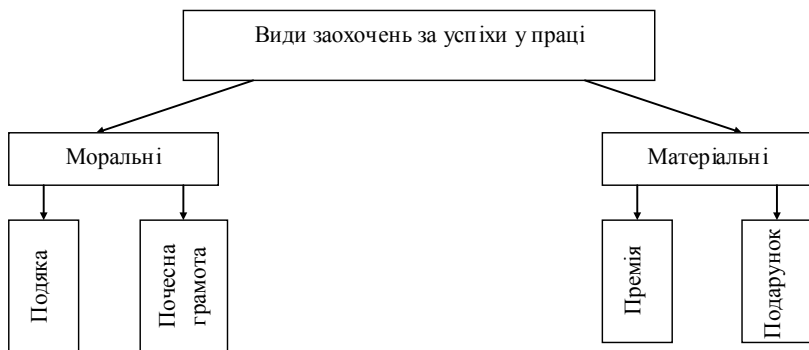 Види заохочень за успіхи у праці
Моральні
Матеріальні
Подяка
Почесна
грамота
Премія
Подарунок